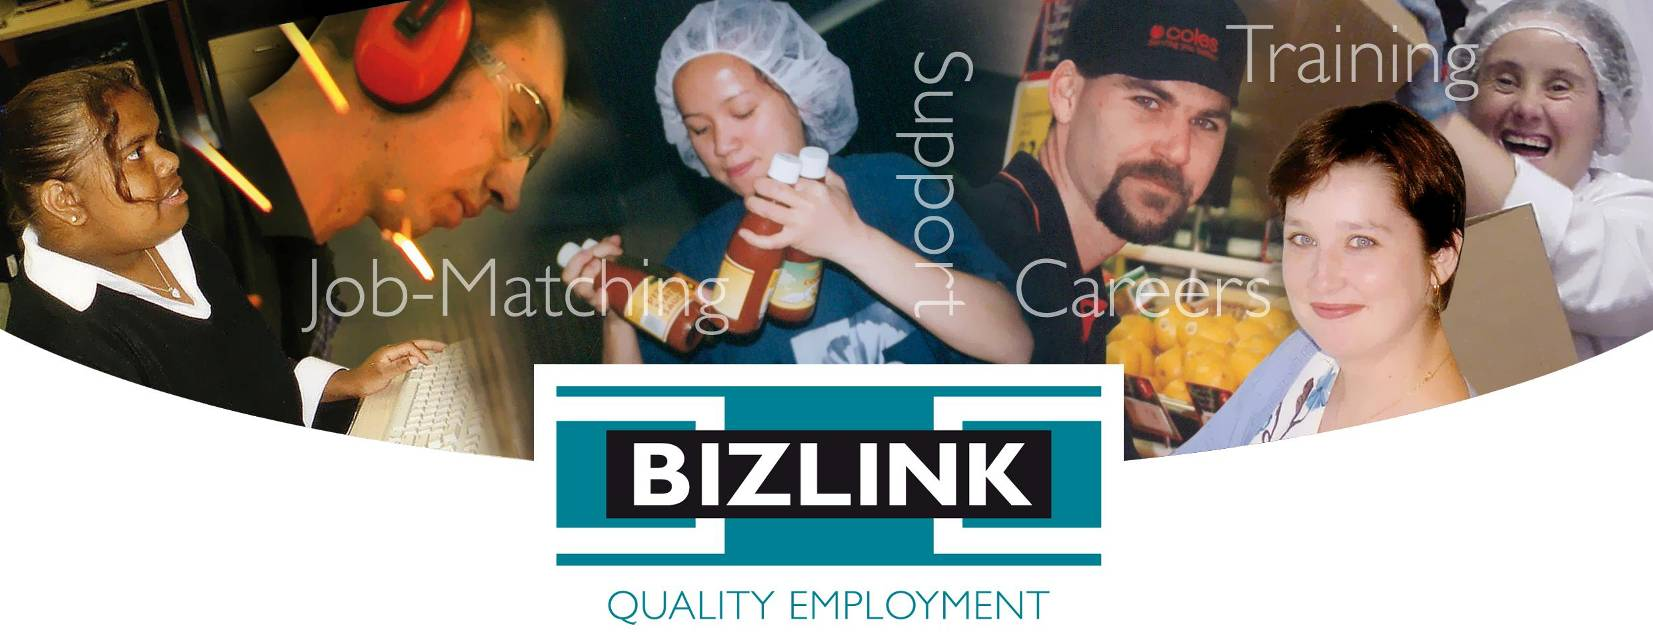 Training
Support
Job-Matching
Careers
coles
BIZLINK
QUALITY EMPLOYMENT